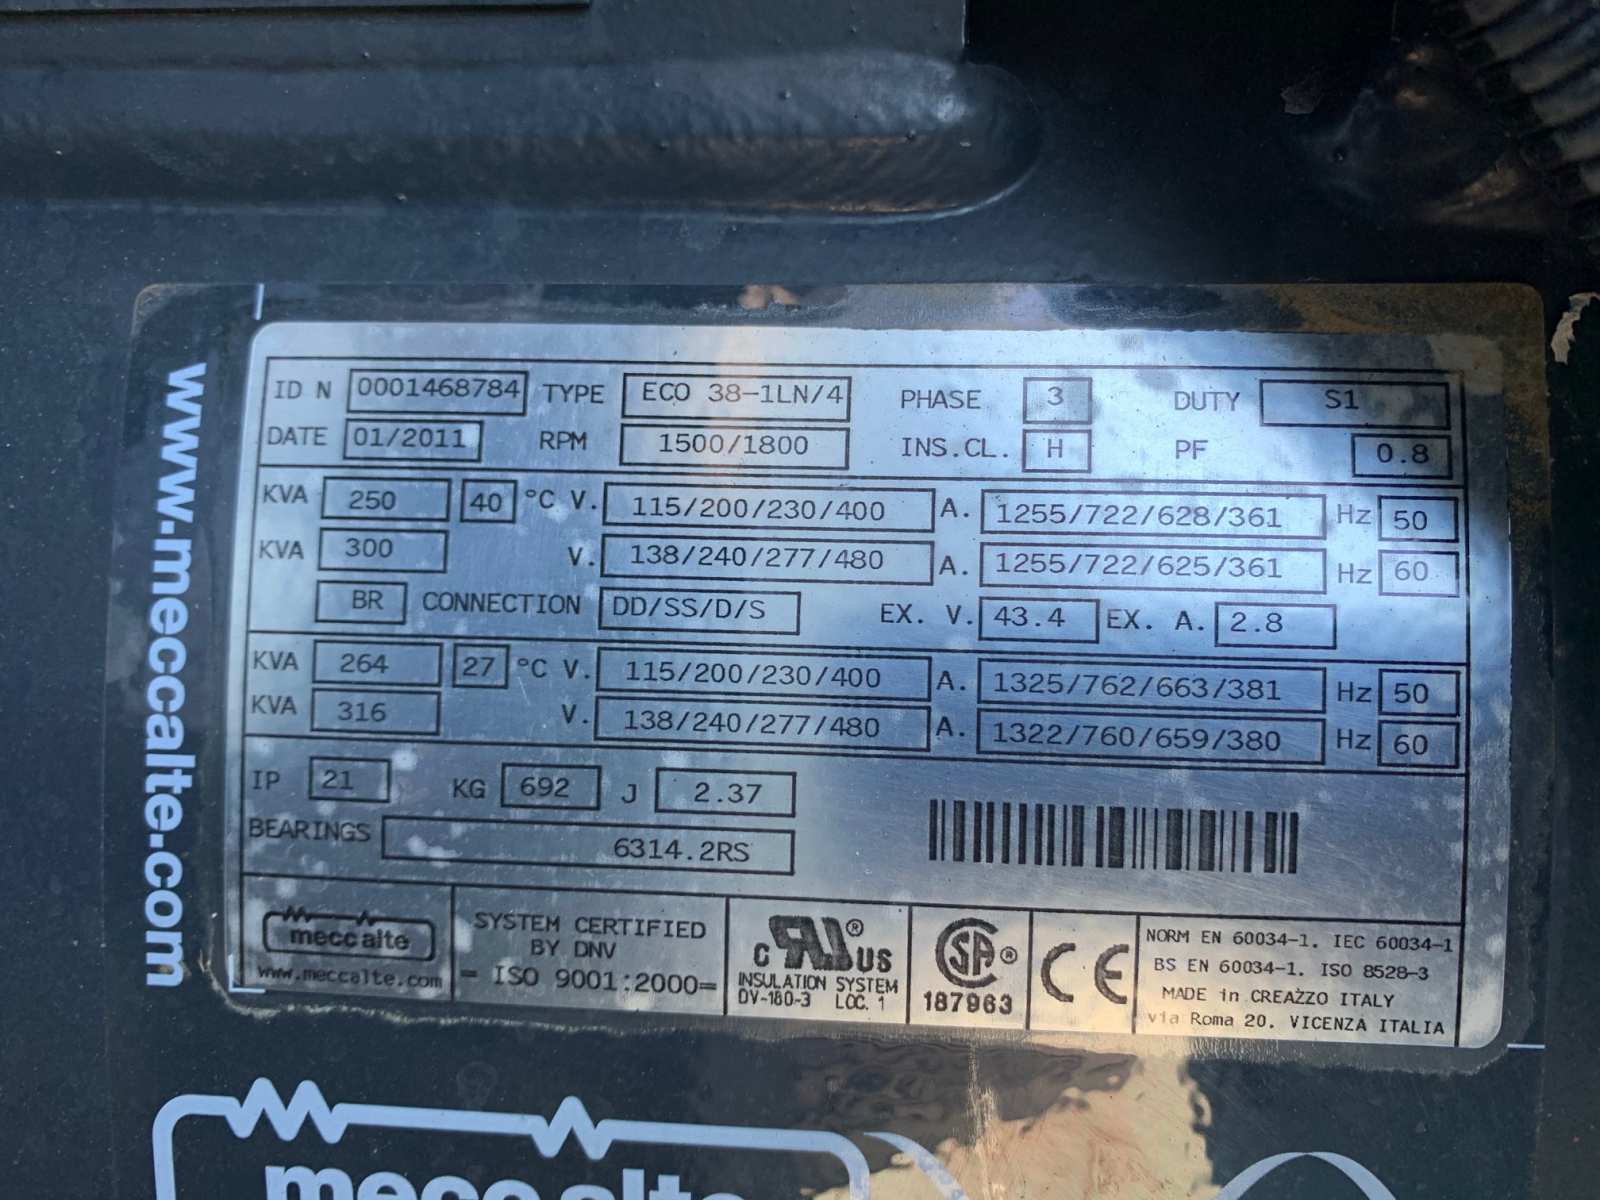 www.meccalte.com
ID N 0001468784 TYPE ECO 38-1LN/4 PHASE 3 DUTY S1
DATE 01/2011 RPM 1500/1800 INS.CL. H PF 0.8
KVA 250 40 °C V. 115/200/230/400 A. 1255/722/628/361 Hz 50
KVA 300 V. 138/240/277/480 A. 1255/722/625/361 Hz 60
BR CONNECTION DD/SS/D/S EX. V. 43.4 EX. A. 2.8
KVA 264 27 °C V. 115/200/230/400 A. 1325/762/663/381 Hz 50
KVA 316 V. 138/240/277/480 A. 1322/760/659/380 Hz 60
IP 21 KG 692 J 2.37
BEARINGS 6314.2RS
meccalte
www.meccalte.com
SYSTEM CERTIFIED
BY DNV
= ISO 9001:2000=
c RU ® US
INSULATION SYSTEM
DV-180-3 LOC. 1
SA ®
187963
CE
NORM EN 60034-1. IEC 60034-1
BS EN 60034-1. ISO 8528-3
MADE in CREAZZO ITALY
via Roma 20. VICENZA ITALIA
meccalte